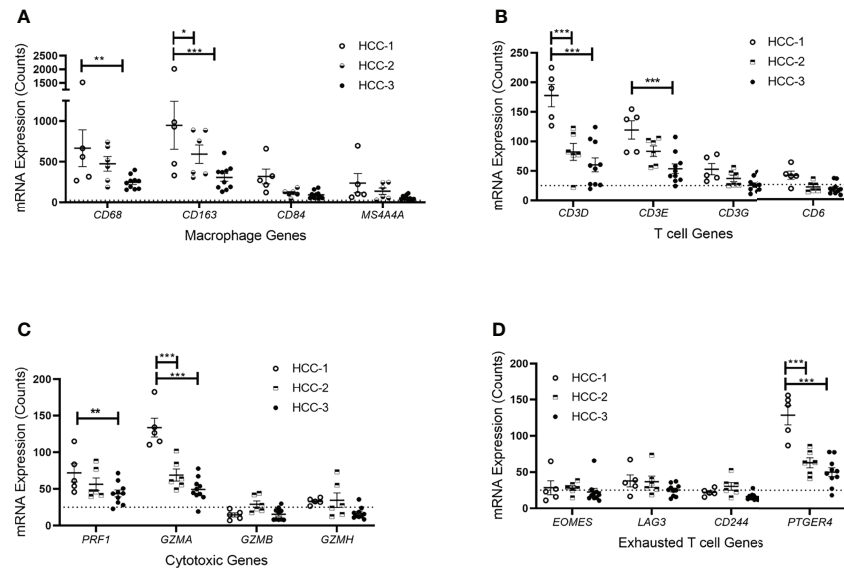 A
mRNA Expression (Counts)
2500
2000
1500
1000
500
0
**
*
***
HCC-1
HCC-2
HCC-3
CD68
CD163
CD84
MS4A4A
Macrophage Genes
B
mRNA Expression (Counts)
250
200
150
100
50
0
***
***
***
HCC-1
HCC-2
HCC-3
CD3D
CD3E
CD3G
CD6
T cell Genes
C
mRNA Expression (Counts)
200
150
100
50
0
**
***
***
HCC-1
HCC-2
HCC-3
PRF1
GZMA
GZMB
GZMH
Cytotoxic Genes
D
mRNA Expression (Counts)
200
150
100
50
0
HCC-1
HCC-2
HCC-3
***
***
EOMES
LAG3
CD244
PTGER4
Exhausted T cell Genes